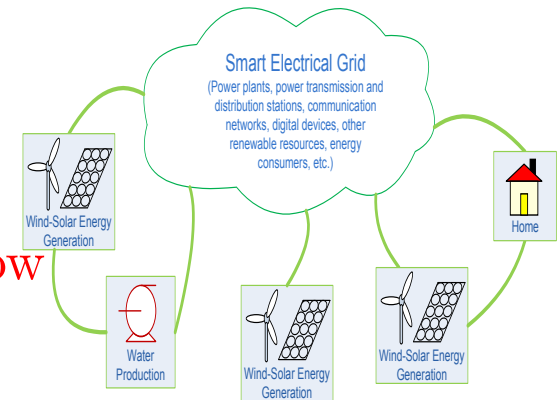 Smart Electrical Grid
(Power plants, power transmission and
distribution stations, communication
networks, digital devices, other
renewable resources, energy
consumers, etc.)
Wind-Solar Energy
Generation
Home
ow
Water
Production
Wind-Solar Energy
Generation
Wind-Solar Energy
Generation